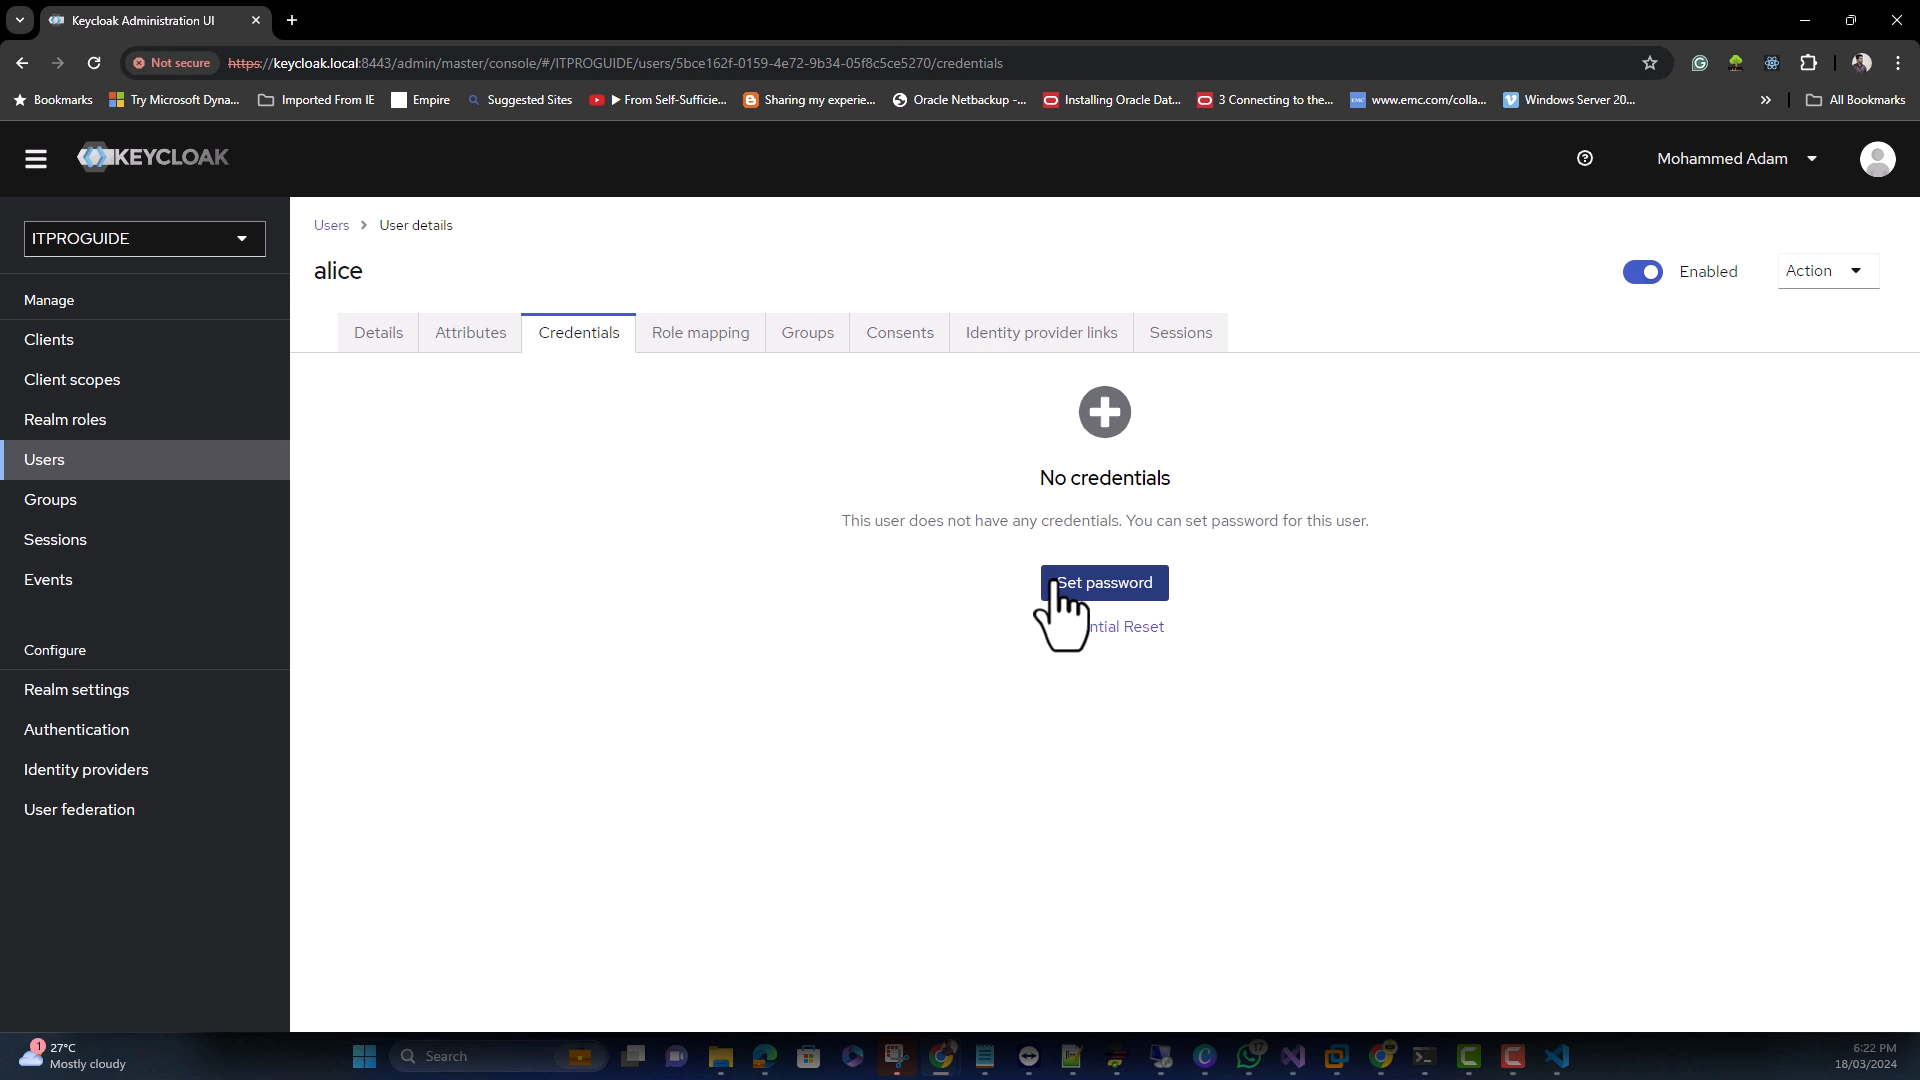 Keycloak Administration UI
Not secure https://keycloak.local:8443/admin/master/console/#/ITPROGUIDE/users/5bce162f-0159-4e72-9b34-05f8c5ce5270/credentials
Bookmarks Try Microsoft Dyna... Imported From IE Empire Suggested Sites ▶ From Self-Sufficie... Sharing my experie... Oracle Netbackup -... Installing Oracle Dat... 3 Connecting to the... www.emc.com/colla... Windows Server 20... » All Bookmarks
KEYCLOAK
Mohammed Adam
ITPROGUIDE
Manage
Clients
Client scopes
Realm roles
Users
Groups
Sessions
Events
Configure
Realm settings
Authentication
Identity providers
User federation
Users > User details
alice
Enabled
Action
Details Attributes Credentials Role mapping Groups Consents Identity provider links Sessions
No credentials
This user does not have any credentials. You can set password for this user.
Set password
ntial Reset
1
27°C
Mostly cloudy
Search
17
6:22 PM
18/03/2024